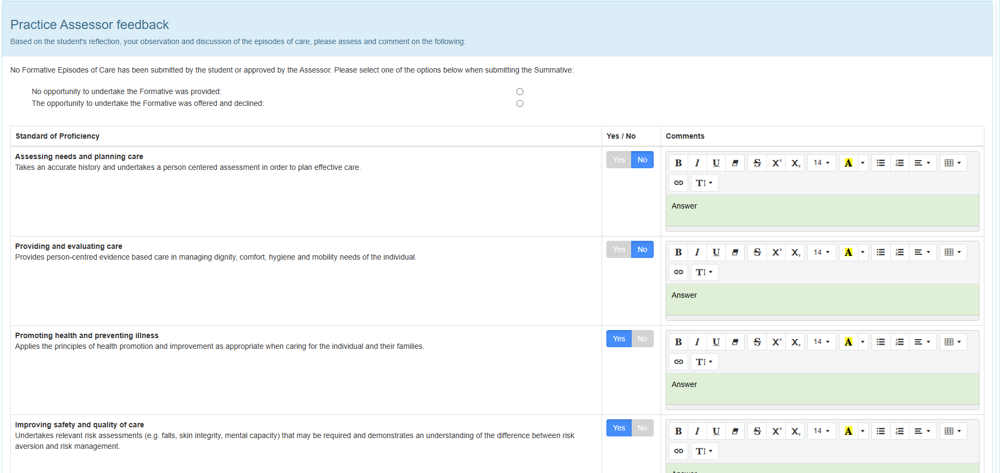 Practice Assessor feedback
Based on the student's reflection, your observation and discussion of the episodes of care, please assess and comment on the following:
No Formative Episodes of Care has been submitted by the student or approved by the Assessor. Please select one of the options below when submitting the Summative:
No opportunity to undertake the Formative was provided:
The opportunity to undertake the Formative was offered and declined:
Standard of Proficiency Yes / No Comments
Assessing needs and planning care
Takes an accurate history and undertakes a person centered assessment in order to plan effective care.
Yes No
B I U S X² X₂ 14 A
T
Answer
Providing and evaluating care
Provides person-centred evidence based care in managing dignity, comfort, hygiene and mobility needs of the individual.
Yes No
B I U S X² X₂ 14 A
T
Answer
Promoting health and preventing illness
Applies the principles of health promotion and improvement as appropriate when caring for the individual and their families.
Yes No
B I U S X² X₂ 14 A
T
Answer
Improving safety and quality of care
Undertakes relevant risk assessments (e.g. falls, skin integrity, mental capacity) that may be required and demonstrates an understanding of the difference between risk
aversion and risk management.
Yes No
B I U S X² X₂ 14 A
T